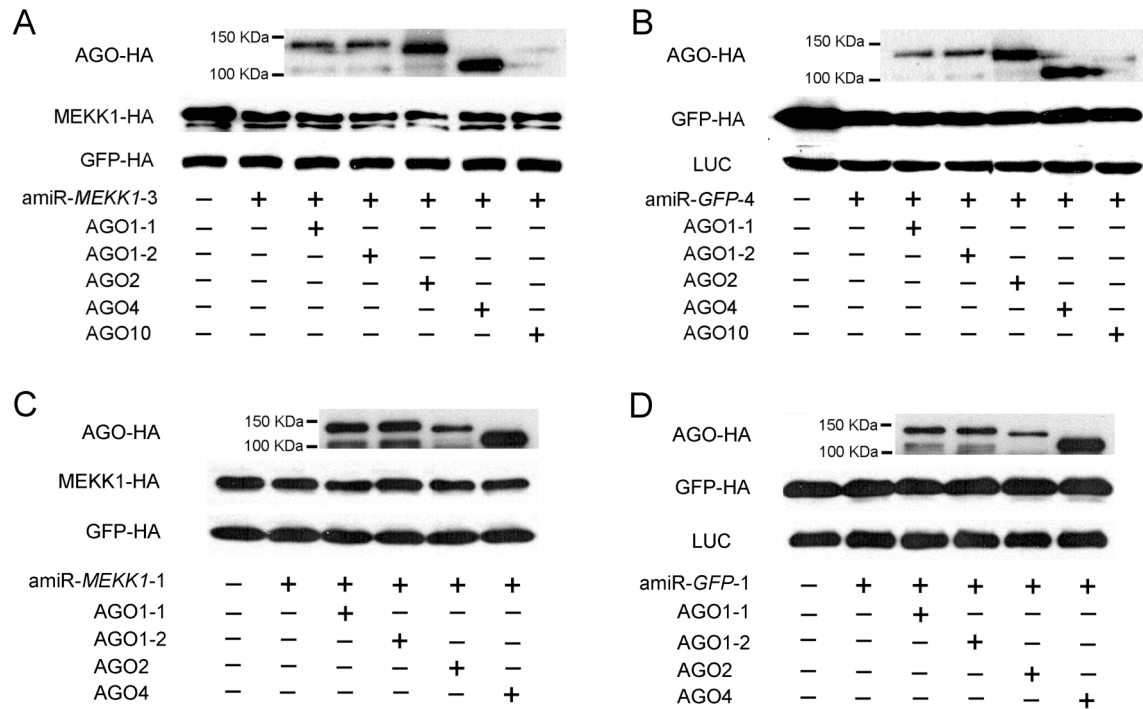 A
AGO-HA
150 KDa
100 KDa
MEKK1-HA
GFP-HA
amiR-MEKK1-3 – + + + + + +
AGO1-1 – – + – – – –
AGO1-2 – – – + – – –
AGO2 – – – – + – –
AGO4 – – – – – + –
AGO10 – – – – – – +
B
AGO-HA
150 KDa
100 KDa
GFP-HA
LUC
amiR-GFP-4 – + + + + + +
AGO1-1 – – + – – – –
AGO1-2 – – – + – – –
AGO2 – – – – + – –
AGO4 – – – – – + –
AGO10 – – – – – – +
C
AGO-HA
150 KDa
100 KDa
MEKK1-HA
GFP-HA
amiR-MEKK1-1 – + + + + +
AGO1-1 – – + – – –
AGO1-2 – – – + – –
AGO2 – – – – + –
AGO4 – – – – – +
D
AGO-HA
150 KDa
100 KDa
GFP-HA
LUC
amiR-GFP-1 – + + + + +
AGO1-1 – – + – – –
AGO1-2 – – – + – –
AGO2 – – – – + –
AGO4 – – – – – +